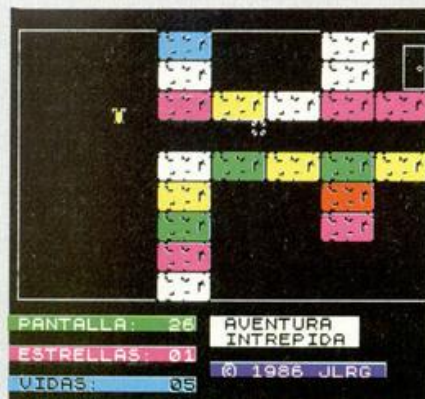 PANTALLA: 26
ESTRELLAS: 01
VIDAS: 05
AVENTURA
INTREPIDA
© 1986 JLRG